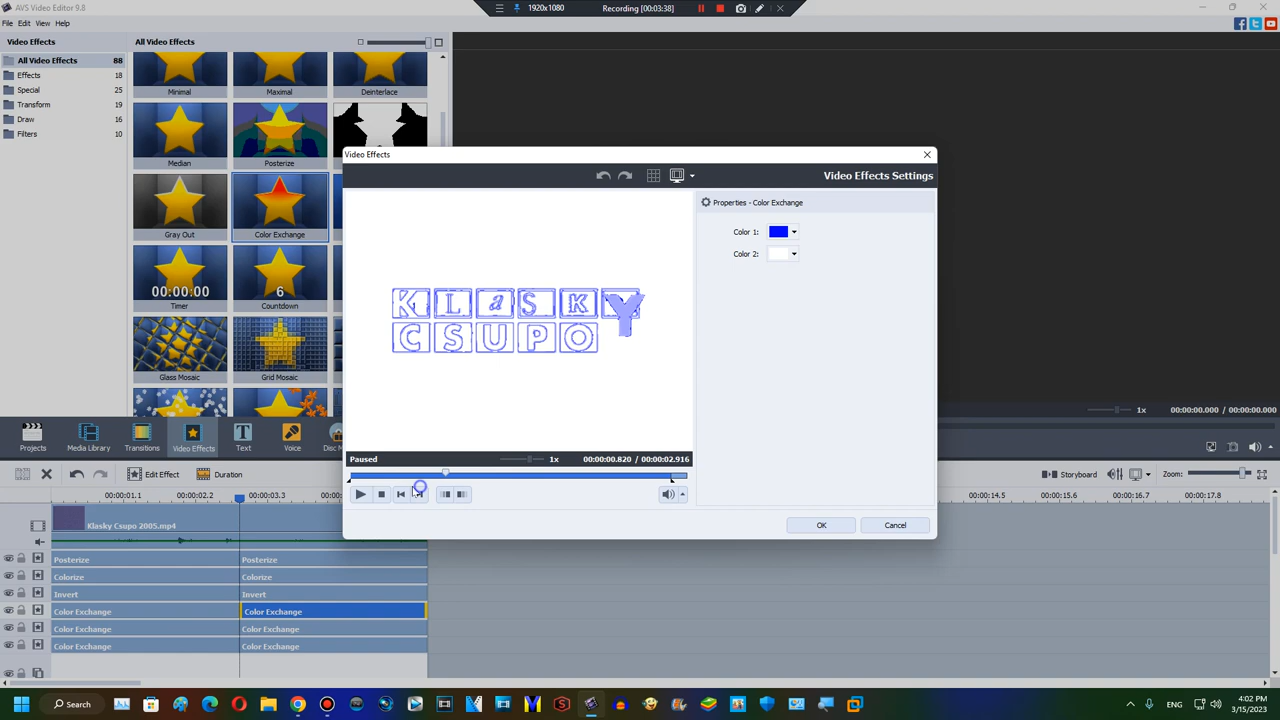 AVS Video Editor 9.8
1920x1080
Recording [00:03:38]
File Edit View Help
Video Effects
All Video Effects
All Video Effects 88
Effects 18
Special 25
Transform 19
Draw 16
Filters 10
Minimal
Maximal
Deinterlace
Median
Posterize
Gray Out
Color Exchange
00:00:00
6
Timer
Countdown
Glass Mosaic
Grid Mosaic
Video Effects
Video Effects Settings
Properties - Color Exchange
Color 1:
Color 2:
KLaSKY
CSUPO
Paused
1x
00:00:00.820 / 00:00:02.916
OK
Cancel
1x
00:00:00.000 / 00:00:00.000
Projects
Media Library
Transitions
Video Effects
Text
Voice
Edit Effect
Duration
Storyboard
Zoom:
00:00:01.1
00:00:02.2
00:00:03.3
00:00:14.5
00:00:15.6
00:00:16.7
00:00:17.8
Klasky Csupo 2005.mp4
Posterize Posterize
Colorize Colorize
Invert Invert
Color Exchange Color Exchange
Color Exchange Color Exchange
Color Exchange Color Exchange
Search
ENG
4:02 PM
3/15/2023